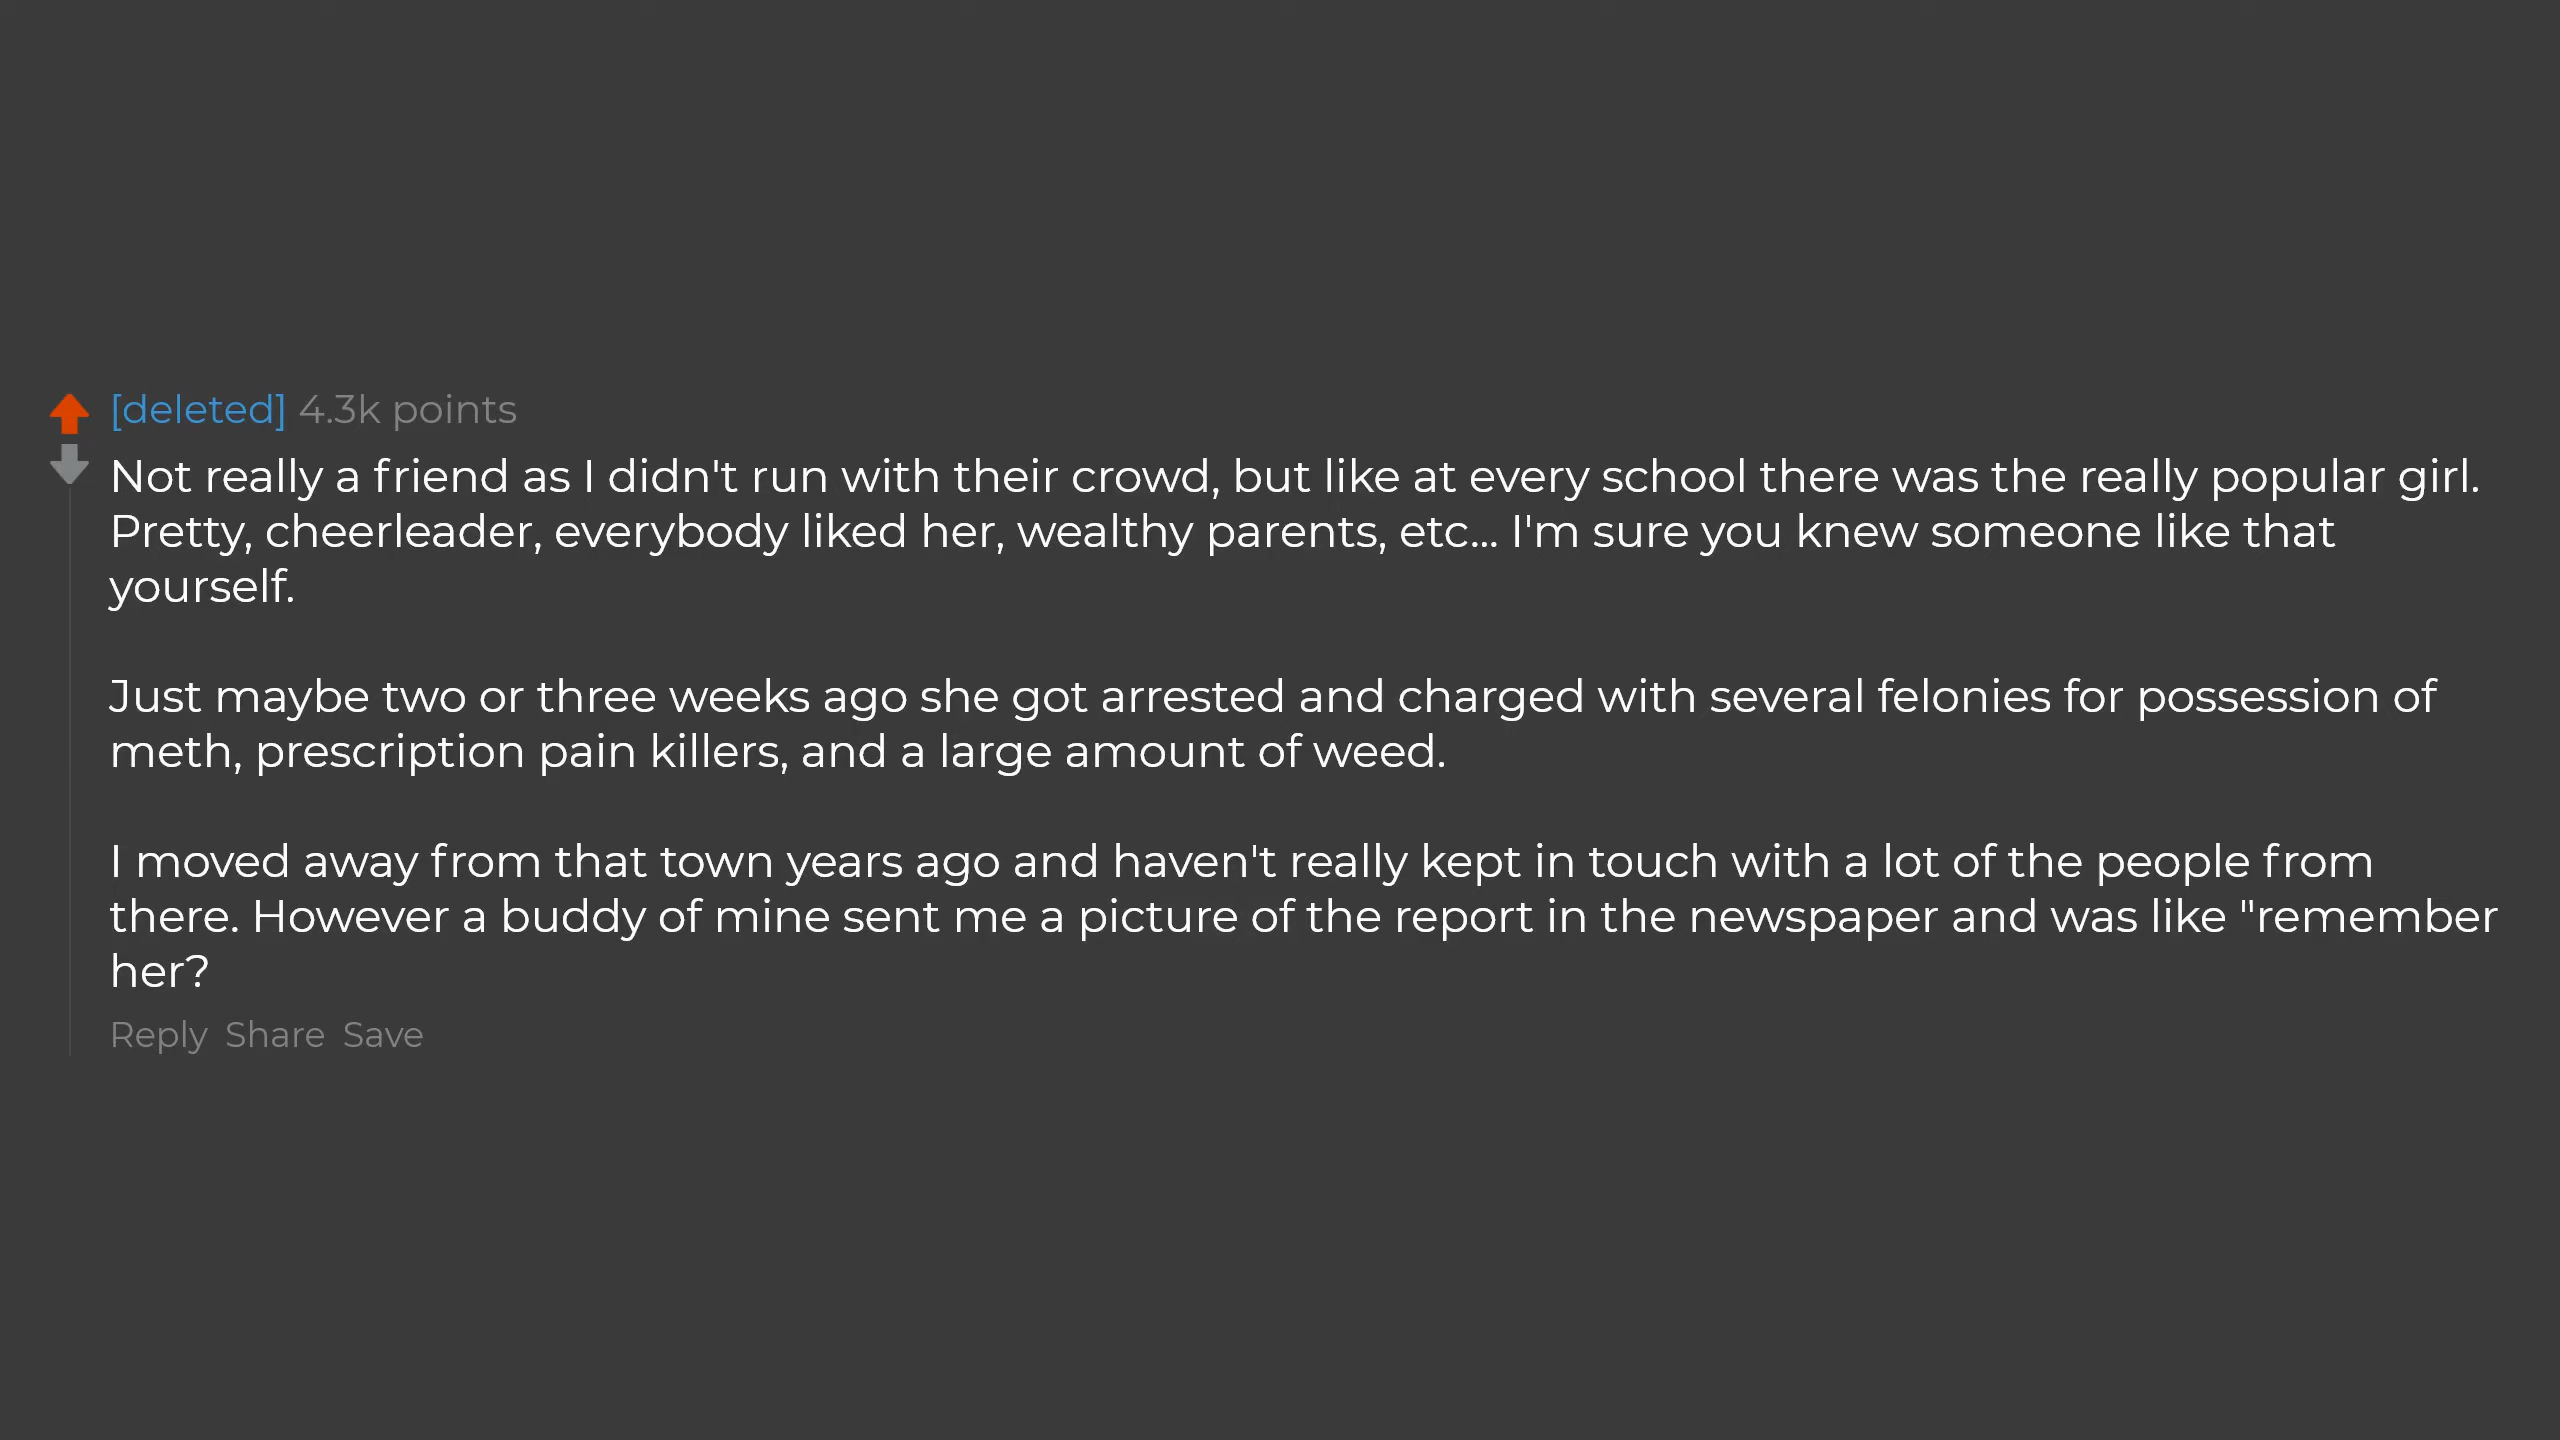 [deleted] 4.3k points
Not really a friend as I didn't run with their crowd, but like at every school there was the really popular girl.
Pretty, cheerleader, everybody liked her, wealthy parents, etc... I'm sure you knew someone like that
yourself.
Just maybe two or three weeks ago she got arrested and charged with several felonies for possession of
meth, prescription pain killers, and a large amount of weed.
I moved away from that town years ago and haven't really kept in touch with a lot of the people from
there. However a buddy of mine sent me a picture of the report in the newspaper and was like "remember
her?
Reply Share Save